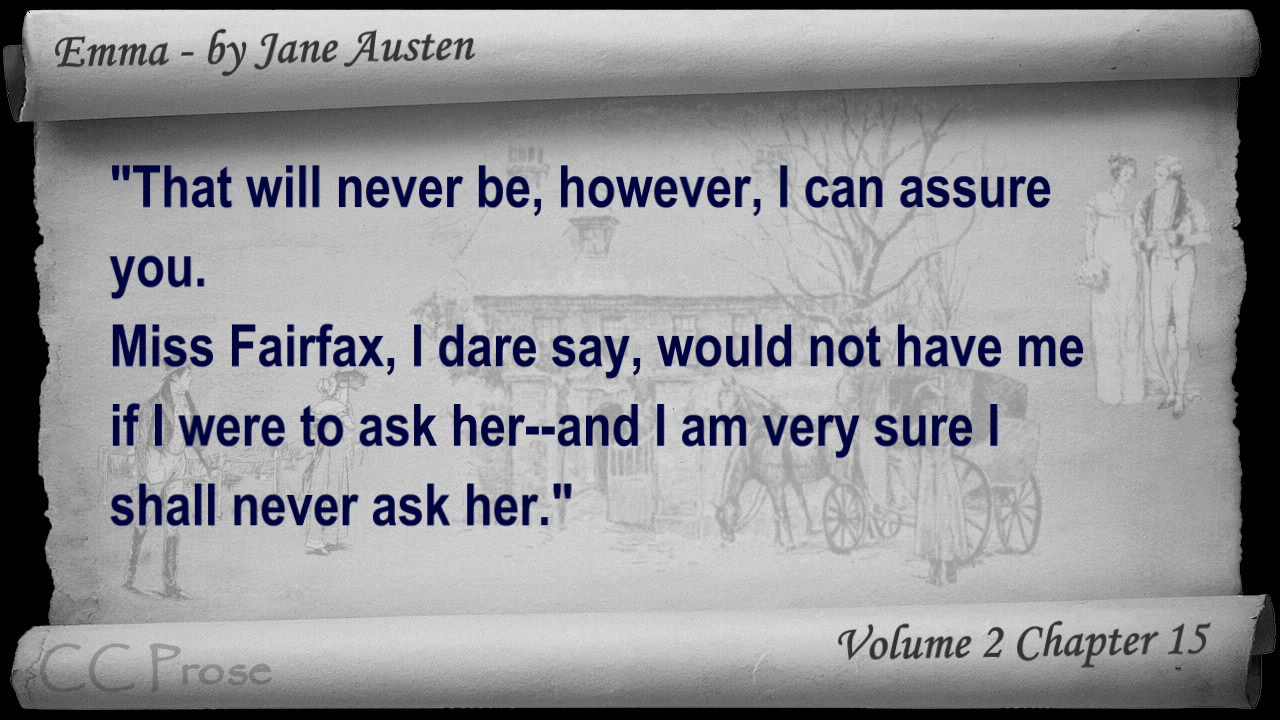 Emma - by Jane Austen
"That will never be, however, I can assure
you.
Miss Fairfax, I dare say, would not have me
if I were to ask her--and I am very sure I
shall never ask her."
Volume 2 Chapter 15
CC Prose